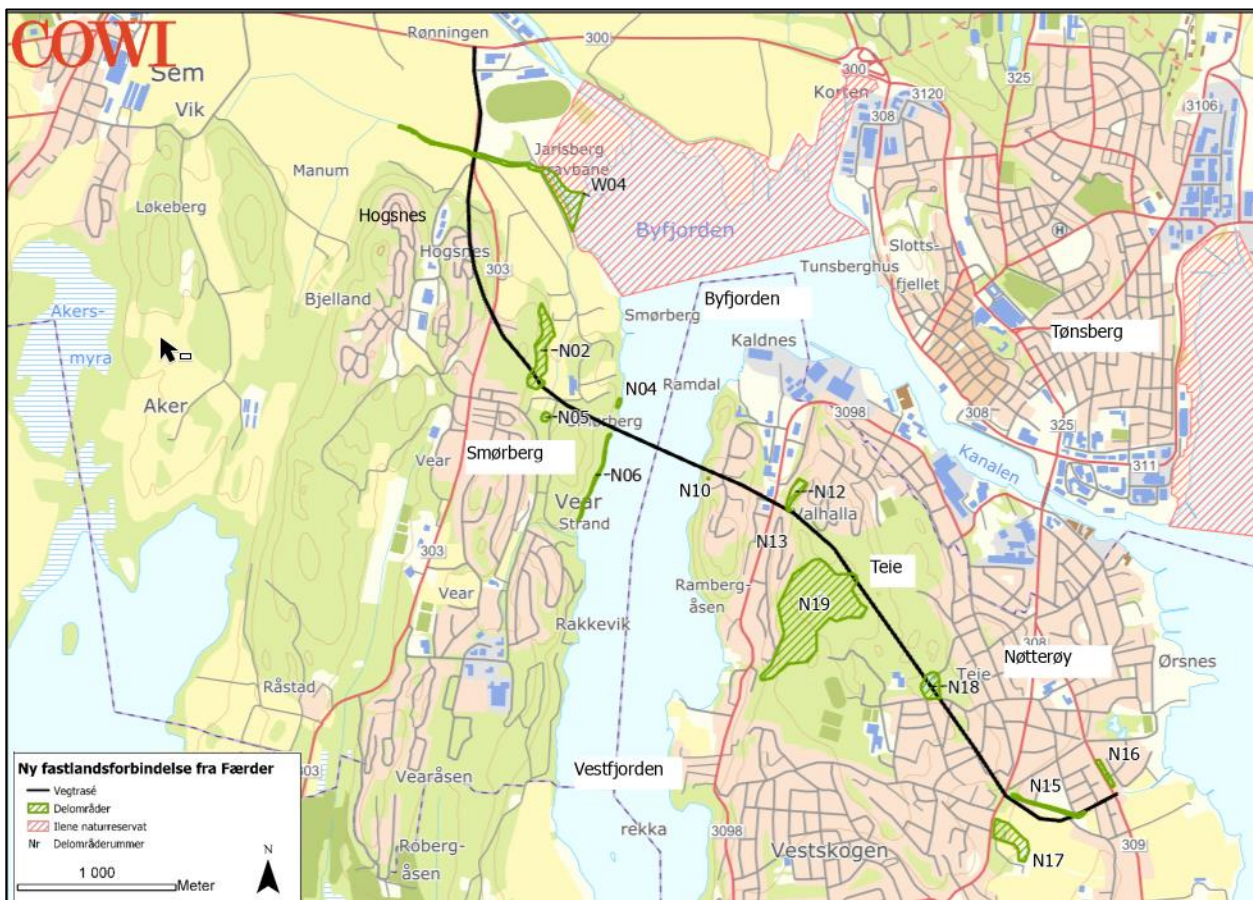 COWI
Rønningen
300
300
325
Sem
Vik
Korten
308
3120
3106
Manum
Jarlsberg
travbane
W04
Løkeberg
Hogsnes
Byfjorden
Hogsnes
303
Slotts-
fjellet
H
Tunsberghus
Bjelland
Akers-
myra
Byfjorden
Smørberg
Kaldnes
Tønsberg
N02
Ramdal
N04
Aker
N05
Smørberg
3098
308
325
Kanalen
311
Vear
Smørberg
N06
N10
N12
Valhalla
Vear
Strand
N13
303
Teie
Ramberg-
åsen
N19
Vear
Rakkevik
308
Nøtterøy
Ørsnes
Teie
N18
Råstad
303
Vestfjorden
N16
N15
Vearåsen
rekka
3098
Vestskogen
309
N17
Roberg-
åsen
Ny fastlandsforbindelse fra Færder
Vegtrasé
Delområder
Ilene naturreservat
Nr Delområderummer
N
1 000
Meter